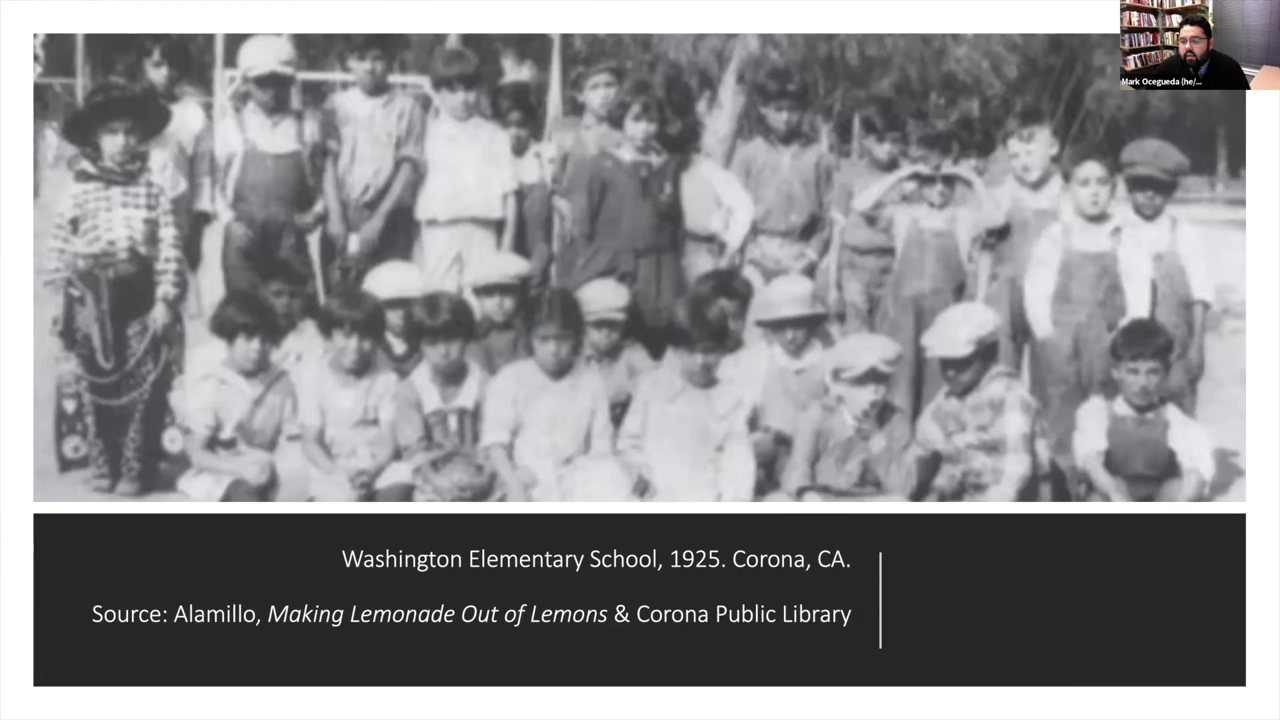 Mark Ocegueda (he/...
Washington Elementary School, 1925. Corona, CA.
Source: Alamillo, Making Lemonade Out of Lemons & Corona Public Library